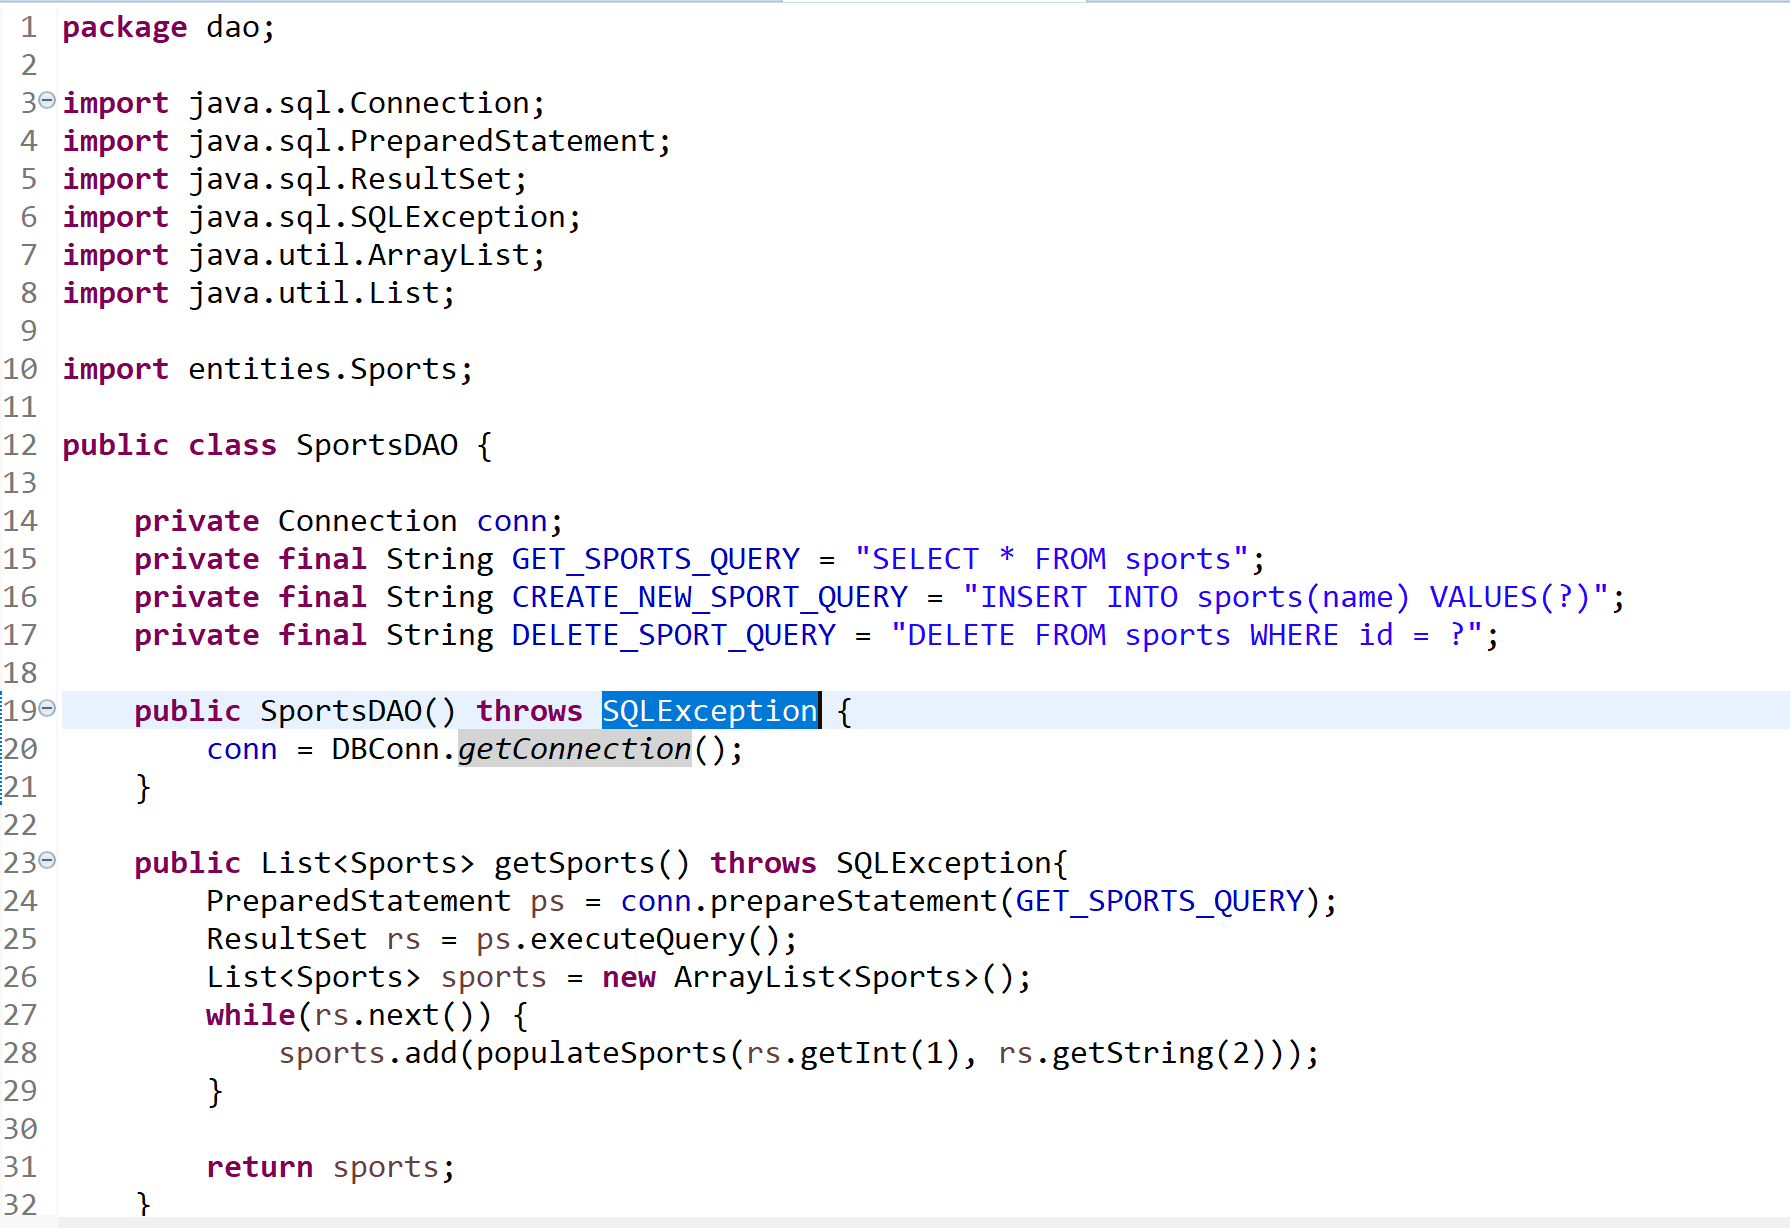 1 package dao;
2
3 import java.sql.Connection;
4 import java.sql.PreparedStatement;
5 import java.sql.ResultSet;
6 import java.sql.SQLException;
7 import java.util.ArrayList;
8 import java.util.List;
9
10 import entities.Sports;
11
12 public class SportsDAO {
13
14     private Connection conn;
15     private final String GET_SPORTS_QUERY = "SELECT * FROM sports";
16     private final String CREATE_NEW_SPORT_QUERY = "INSERT INTO sports(name) VALUES(?)";
17     private final String DELETE_SPORT_QUERY = "DELETE FROM sports WHERE id = ?";
18
19     public SportsDAO() throws SQLException {
20         conn = DBConn.getConnection();
21     }
22
23     public List<Sports> getSports() throws SQLException{
24         PreparedStatement ps = conn.prepareStatement(GET_SPORTS_QUERY);
25         ResultSet rs = ps.executeQuery();
26         List<Sports> sports = new ArrayList<Sports>();
27         while(rs.next()) {
28             sports.add(populateSports(rs.getInt(1), rs.getString(2)));
29         }
30
31         return sports;
32     }